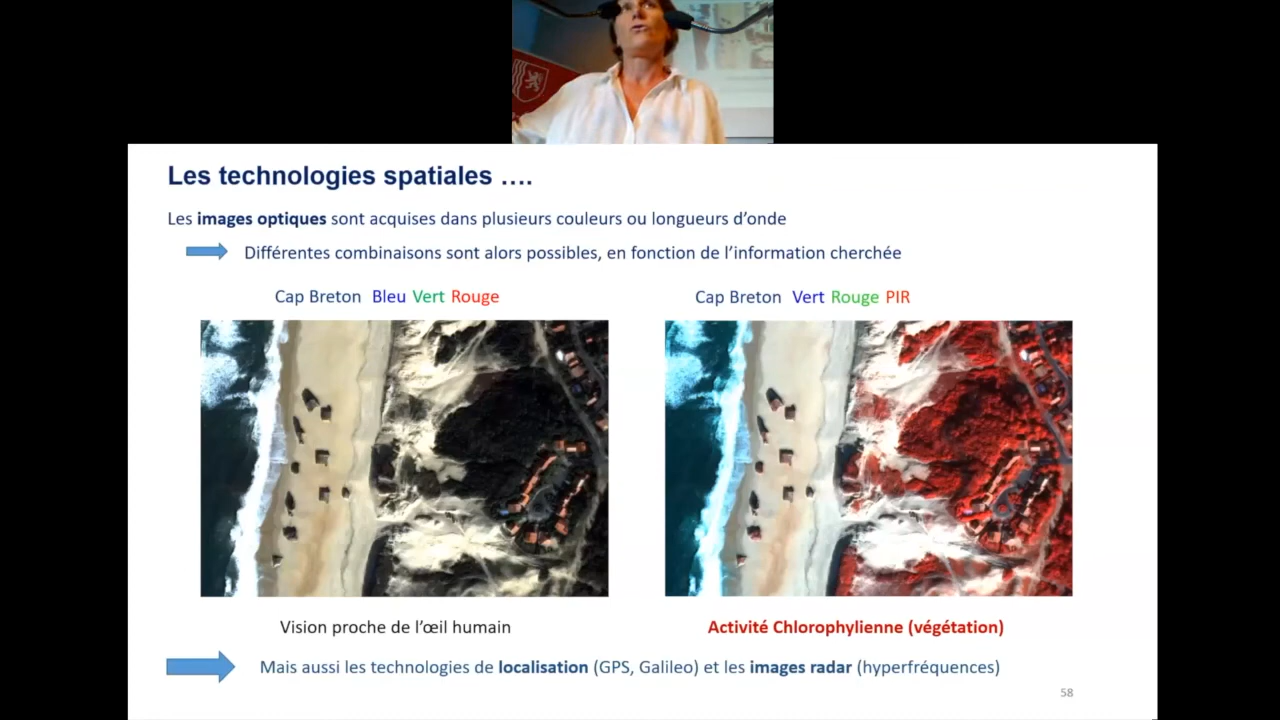 Les technologies spatiales ….
Les images optiques sont acquises dans plusieurs couleurs ou longueurs d’onde
Différentes combinaisons sont alors possibles, en fonction de l’information cherchée
Cap Breton Bleu Vert Rouge
Cap Breton Vert Rouge PIR
Vision proche de l’œil humain
Activité Chlorophylienne (végétation)
Mais aussi les technologies de localisation (GPS, Galileo) et les images radar (hyperfréquences)
58